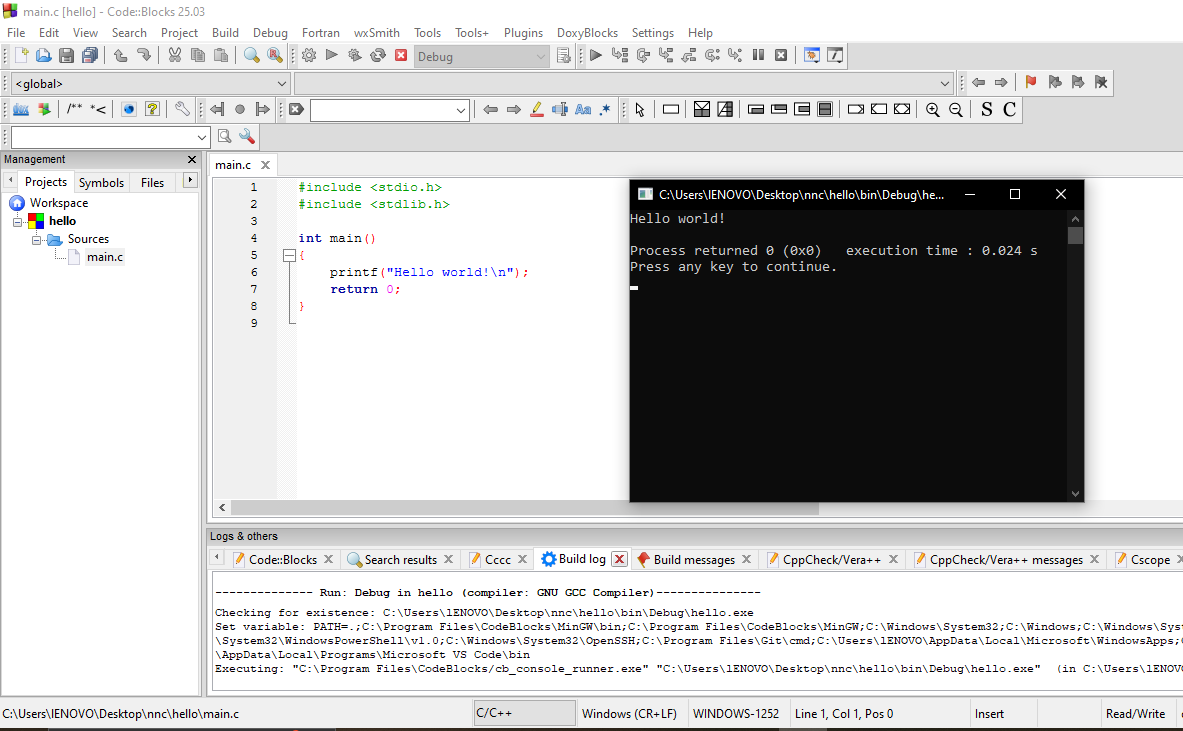 main.c [hello] - Code::Blocks 25.03
File Edit View Search Project Build Debug Fortran wxSmith Tools Tools+ Plugins DoxyBlocks Settings Help
Debug
<global>
/** *<
Aa .*
S C
Management
Projects Symbols Files
Workspace
hello
Sources
main.c
main.c
1 #include <stdio.h>
2 #include <stdlib.h>
3
4 int main()
5 {
6 printf("Hello world!\n");
7 return 0;
8 }
9
C:\Users\lENOVO\Desktop\nnc\hello\bin\Debug\he...
Hello world!
Process returned 0 (0x0)   execution time : 0.024 s
Press any key to continue.
Logs & others
Code::Blocks Search results Cccc Build log Build messages CppCheck/Vera++ CppCheck/Vera++ messages Cscope
-------------- Run: Debug in hello (compiler: GNU GCC Compiler)---------------
Checking for existence: C:\Users\lENOVO\Desktop\nnc\hello\bin\Debug\hello.exe
Set variable: PATH=.;C:\Program Files\CodeBlocks\MinGW\bin;C:\Program Files\CodeBlocks\MinGW;C:\Windows\System32;C:\Windows;C:\Windows\Sys
\System32\WindowsPowerShell\v1.0;C:\Windows\System32\OpenSSH;C:\Program Files\Git\cmd;C:\Users\lENOVO\AppData\Local\Microsoft\WindowsApps;
\AppData\Local\Programs\Microsoft VS Code\bin
Executing: "C:\Program Files\CodeBlocks/cb_console_runner.exe" "C:\Users\lENOVO\Desktop\nnc\hello\bin\Debug\hello.exe"  (in C:\Users\lENOVO
C:\Users\lENOVO\Desktop\nnc\hello\main.c C/C++ Windows (CR+LF) WINDOWS-1252 Line 1, Col 1, Pos 0 Insert Read/Write